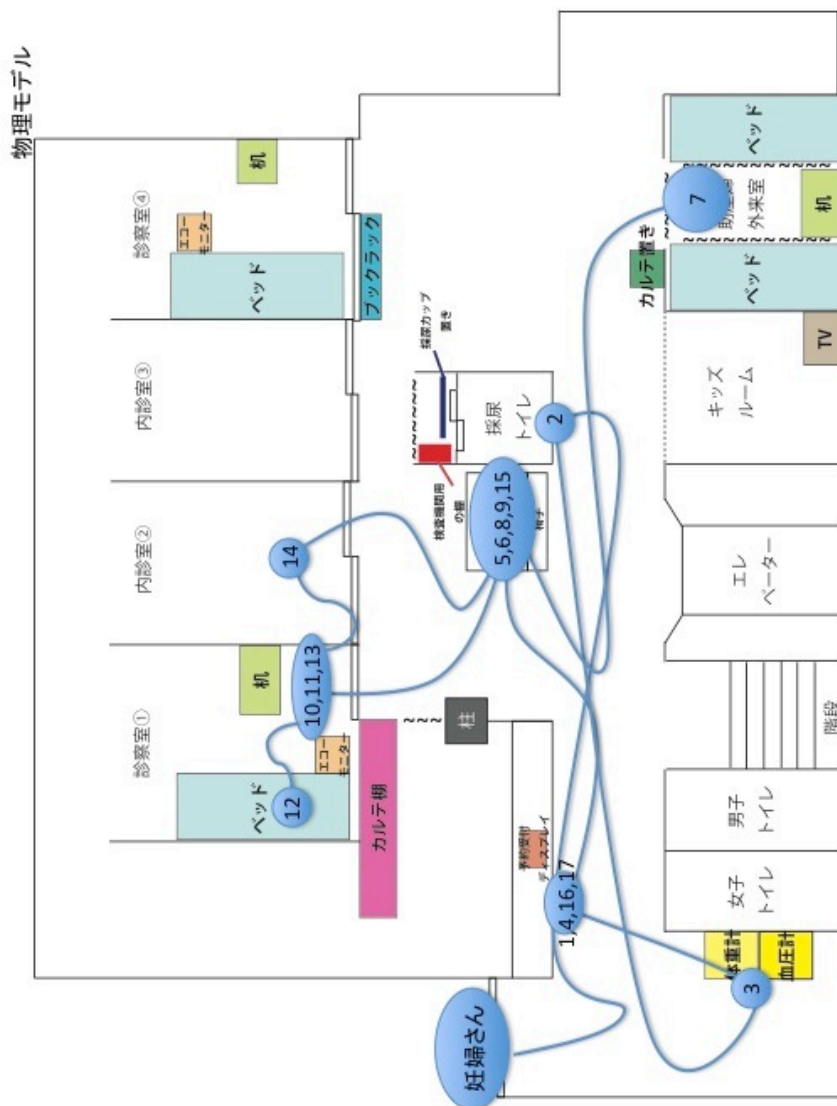 物理モデル
診察室①
内診室②
内診室③
診察室④
ベッド
12
エコー
モニター
机
10,11,13
14
ベッド
エコー
モニター
机
カルテ棚
ブックラック
妊婦さん
柱
検査機関用
の棚
採尿カップ
置き
予約受付
ディスプレイ
1,4,16,17
5,6,8,9,15
椅子
採尿
トイレ
2
カルテ置き
3
体重計
血圧計
女子
トイレ
男子
トイレ
階段
エレ
ベーター
キッズ
ルーム
TV
ベッド
7
外来室
机
ベッド